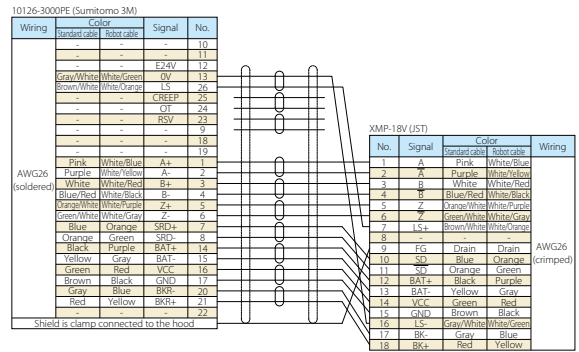 10126-3000PE (Sumitomo 3M)
Wiring Color Signal No.
Standard cable Robot cable
- - - 10
- - - 11
- - E24V 12
Gray/White White/Green 0V 13
Brown/White White/Orange LS 26
- - CREEP 25
- - OT 24
- - RSV 23
- - - 9
- - - 18
- - - 19
Pink White/Blue A+ 1
Purple White/Yellow A- 2
White White/Red B+ 3
Blue/Red White/Black B- 4
Orange/White White/Purple Z+ 5
Green/White White/Gray Z- 6
Blue Orange SRD+ 7
Orange Green SRD- 8
Black Purple BAT+ 14
Yellow Gray BAT- 15
Green Red VCC 16
Brown Black GND 17
Gray Blue BKR- 20
Red Yellow BKR+ 21
- - - 22
AWG26
(soldered)
Shield is clamp connected to the hood
XMP-18V (JST)
No. Signal Color Wiring
Standard cable Robot cable
1 A Pink White/Blue
2 A̅ Purple White/Yellow
3 B White White/Red
4 B̅ Blue/Red White/Black
5 Z Orange/White White/Purple
6 Z̅ Green/White White/Gray
7 LS+ Brown/White White/Orange
8 - - -
9 FG Drain Drain
10 SD Blue Orange
11 S̅D̅ Orange Green
12 BAT+ Black Purple
13 BAT- Yellow Gray
14 VCC Green Red
15 GND Brown Black
16 LS- Gray/White White/Green
17 BK- Gray Blue
18 BK+ Red Yellow
AWG26
(crimped)